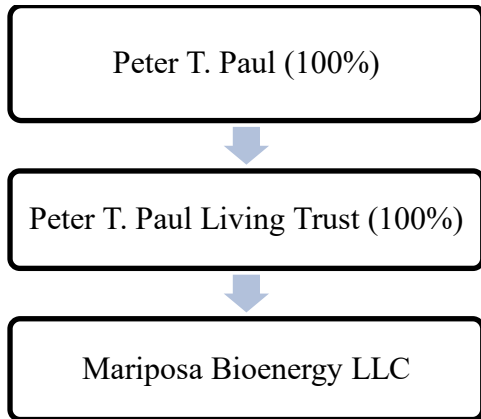 Peter T. Paul (100%)
Peter T. Paul Living Trust (100%)
Mariposa Bioenergy LLC